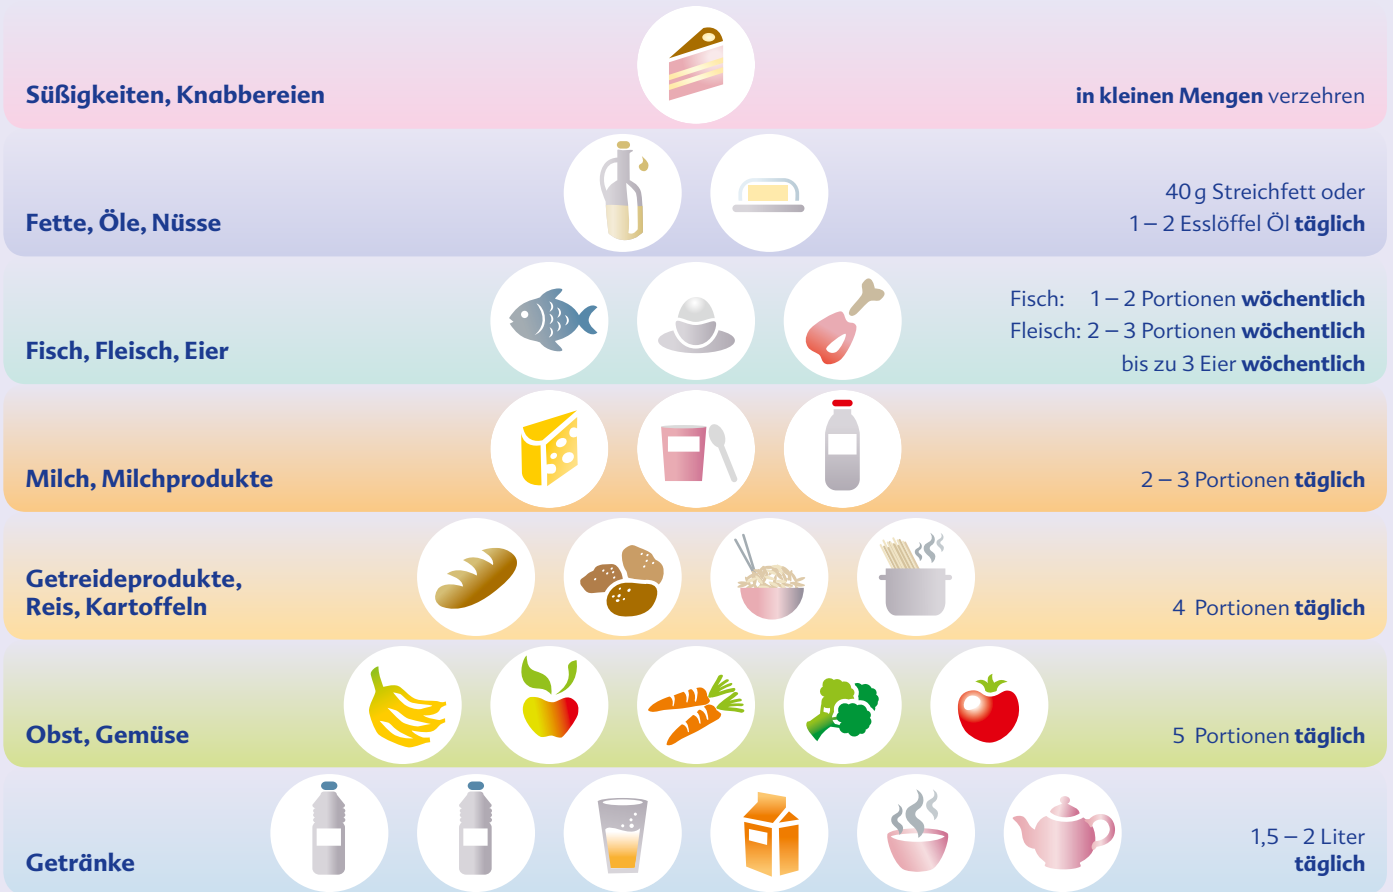 Süßigkeiten, Knabbereien
in kleinen Mengen verzehren
Fette, Öle, Nüsse
40 g Streichfett oder
1 – 2 Esslöffel Öl täglich
Fisch, Fleisch, Eier
Fisch: 1 – 2 Portionen wöchentlich
Fleisch: 2 – 3 Portionen wöchentlich
bis zu 3 Eier wöchentlich
Milch, Milchprodukte
2 – 3 Portionen täglich
Getreideprodukte,
Reis, Kartoffeln
4 Portionen täglich
Obst, Gemüse
5 Portionen täglich
Getränke
1,5 – 2 Liter
täglich